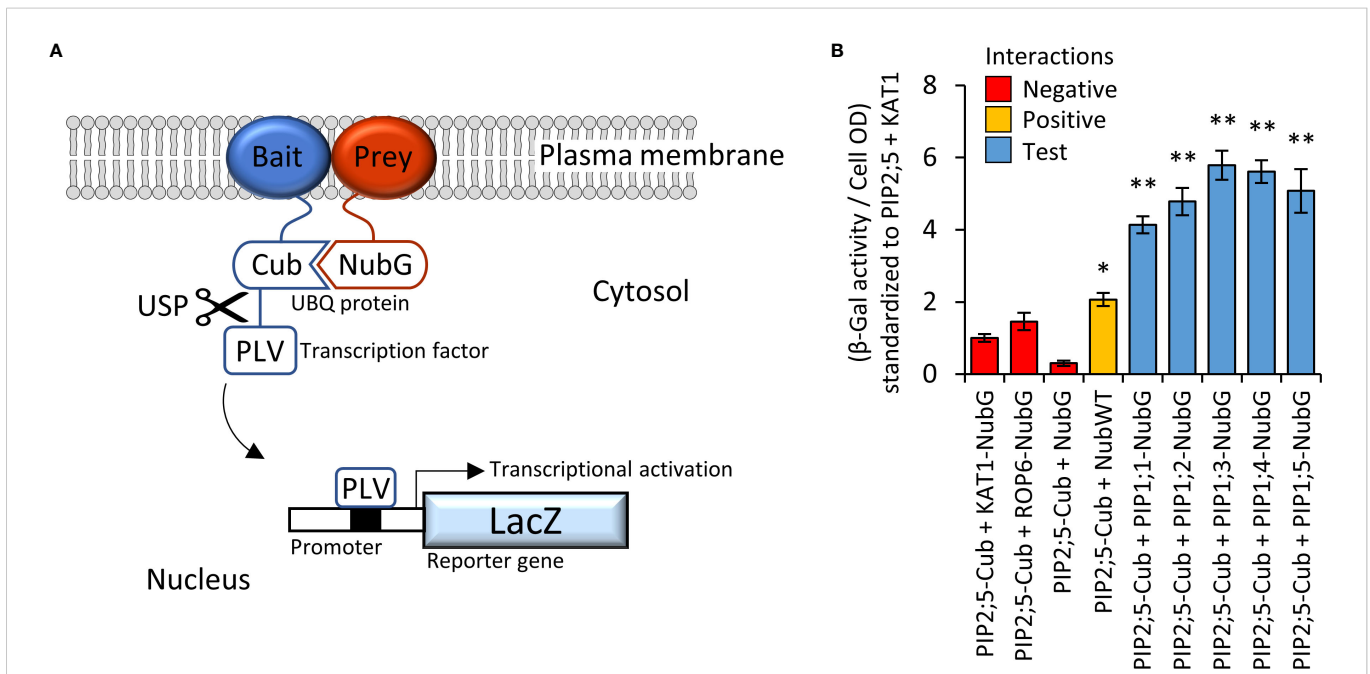 A
Bait
Prey
Plasma membrane
Cub
NubG
USP
UBQ protein
Cytosol
PLV
Transcription factor
PLV
Transcriptional activation
LacZ
Promoter
Reporter gene
Nucleus
B
Interactions
Negative
Positive
Test
(β-Gal activity / Cell OD)
standardized to PIP2;5 + KAT1
8
6
4
2
0
*
**
**
**
**
**
PIP2;5-Cub + KAT1-NubG
PIP2;5-Cub + ROP6-NubG
PIP2;5-Cub + NubG
PIP2;5-Cub + NubWT
PIP2;5-Cub + PIP1;1-NubG
PIP2;5-Cub + PIP1;2-NubG
PIP2;5-Cub + PIP1;3-NubG
PIP2;5-Cub + PIP1;4-NubG
PIP2;5-Cub + PIP1;5-NubG